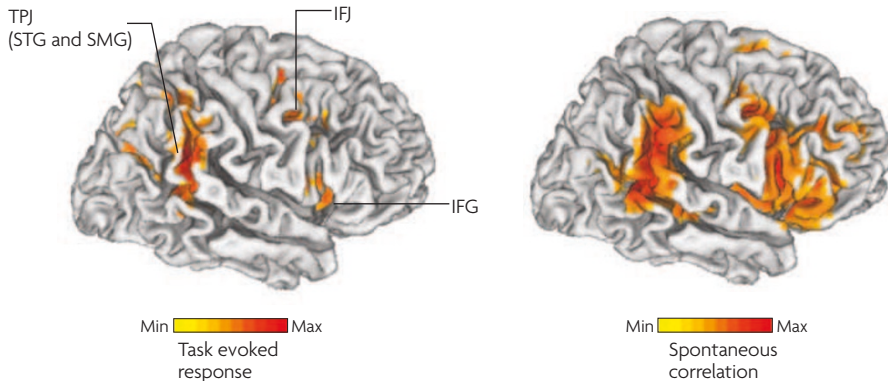 TPJ
(STG and SMG)
IFJ
IFG
Min Max
Task evoked
response
Min Max
Spontaneous
correlation